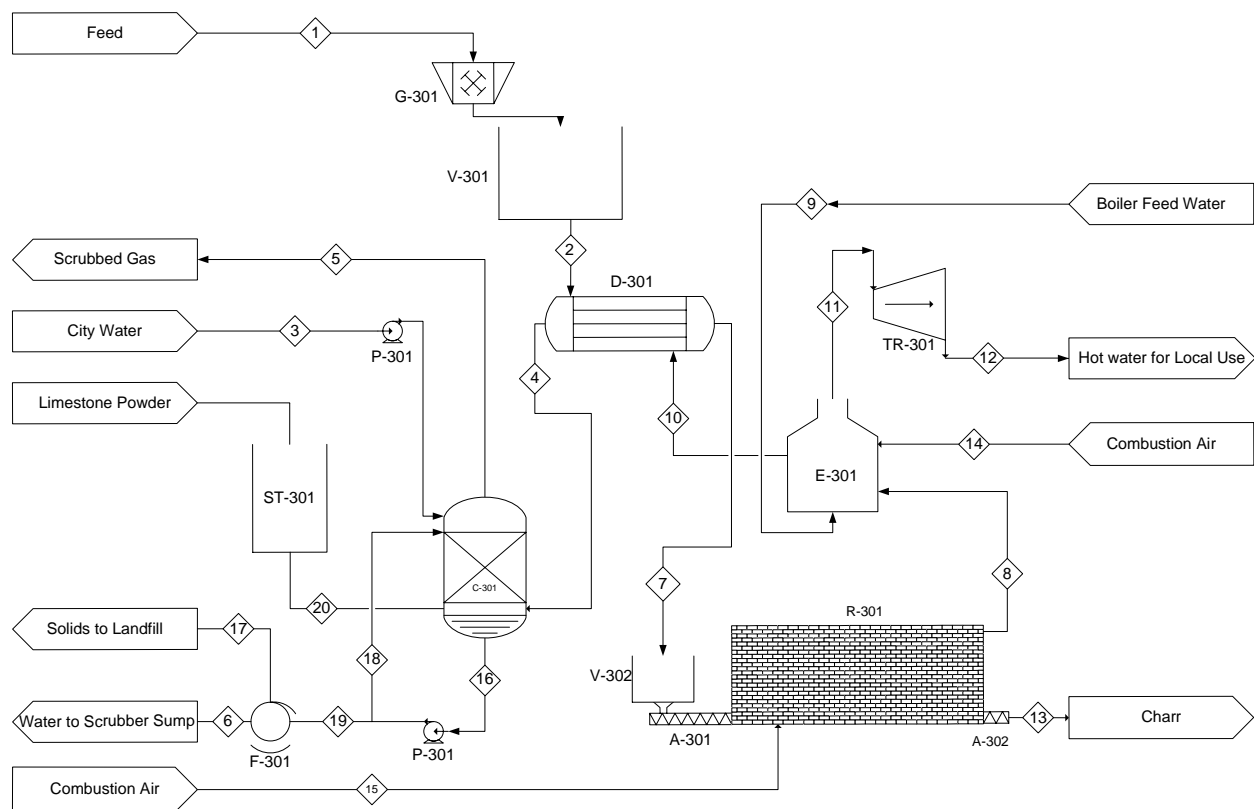 Feed
1
G-301
V-301
9
Boiler Feed Water
2
Scrubbed Gas
5
D-301
11
City Water
3
P-301
TR-301
12
Hot water for Local Use
4
Limestone Powder
10
14
Combustion Air
E-301
ST-301
C-301
7
8
20
R-301
Solids to Landfill
17
18
16
V-302
Water to Scrubber Sump
6
19
13
Charr
A-301
A-302
F-301
P-301
Combustion Air
15